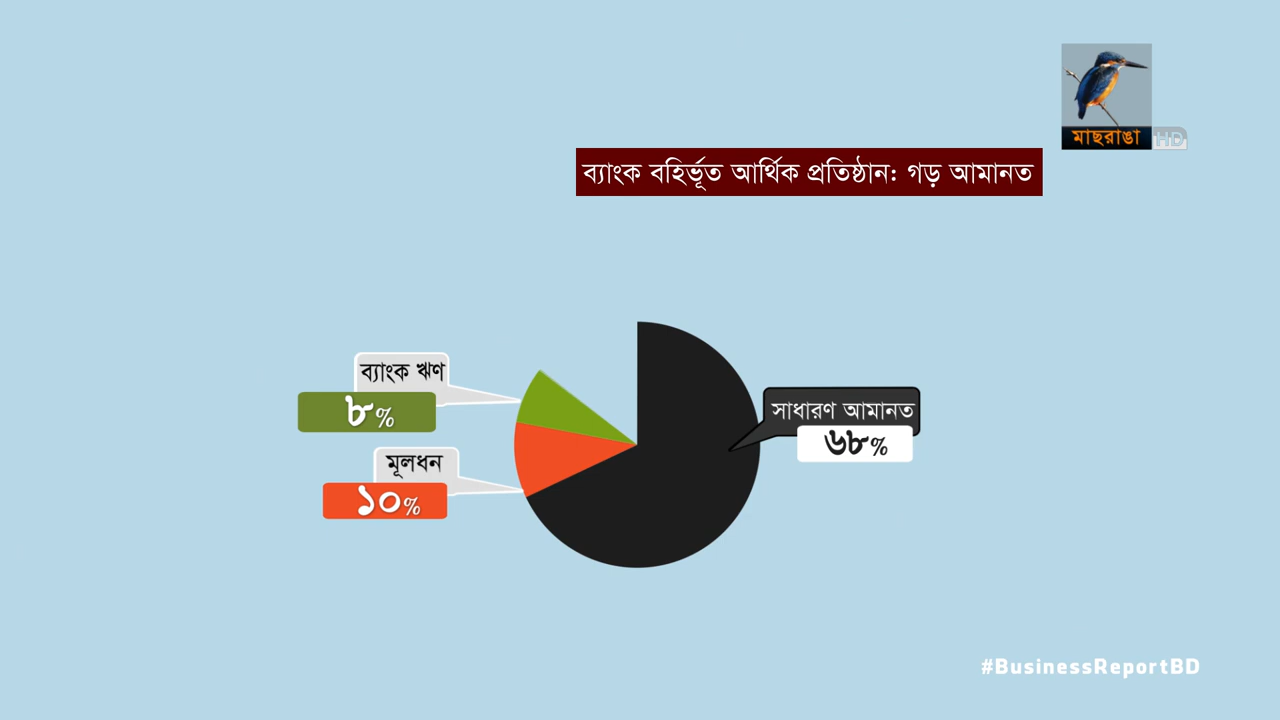 মাছরাঙা HD
ব্যাংক বহির্ভূত আর্থিক প্রতিষ্ঠান: গড় আমানত
ব্যাংক ঋণ
৮%
সাধারণ আমানত
৬৮%
মূলধন
১০%
#BusinessReportBD